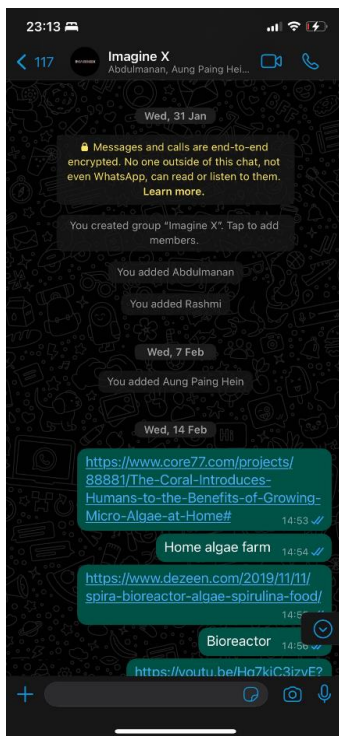 23:13
117
Imagine X
Abdulmanan, Aung Paing Hei...
Wed, 31 Jan
Messages and calls are end-to-end
encrypted. No one outside of this chat, not
even WhatsApp, can read or listen to them.
Learn more.
You created group “Imagine X”. Tap to add
members.
You added Abdulmanan
You added Rashmi
Wed, 7 Feb
You added Aung Paing Hein
Wed, 14 Feb
https://www.core77.com/projects/
88881/The-Coral-Introduces-
Humans-to-the-Benefits-of-Growing-
Micro-Algae-at-Home#
14:53
Home algae farm 14:54
https://www.dezeen.com/2019/11/11/
spira-bioreactor-algae-spirulina-food/
Bioreactor 14:56